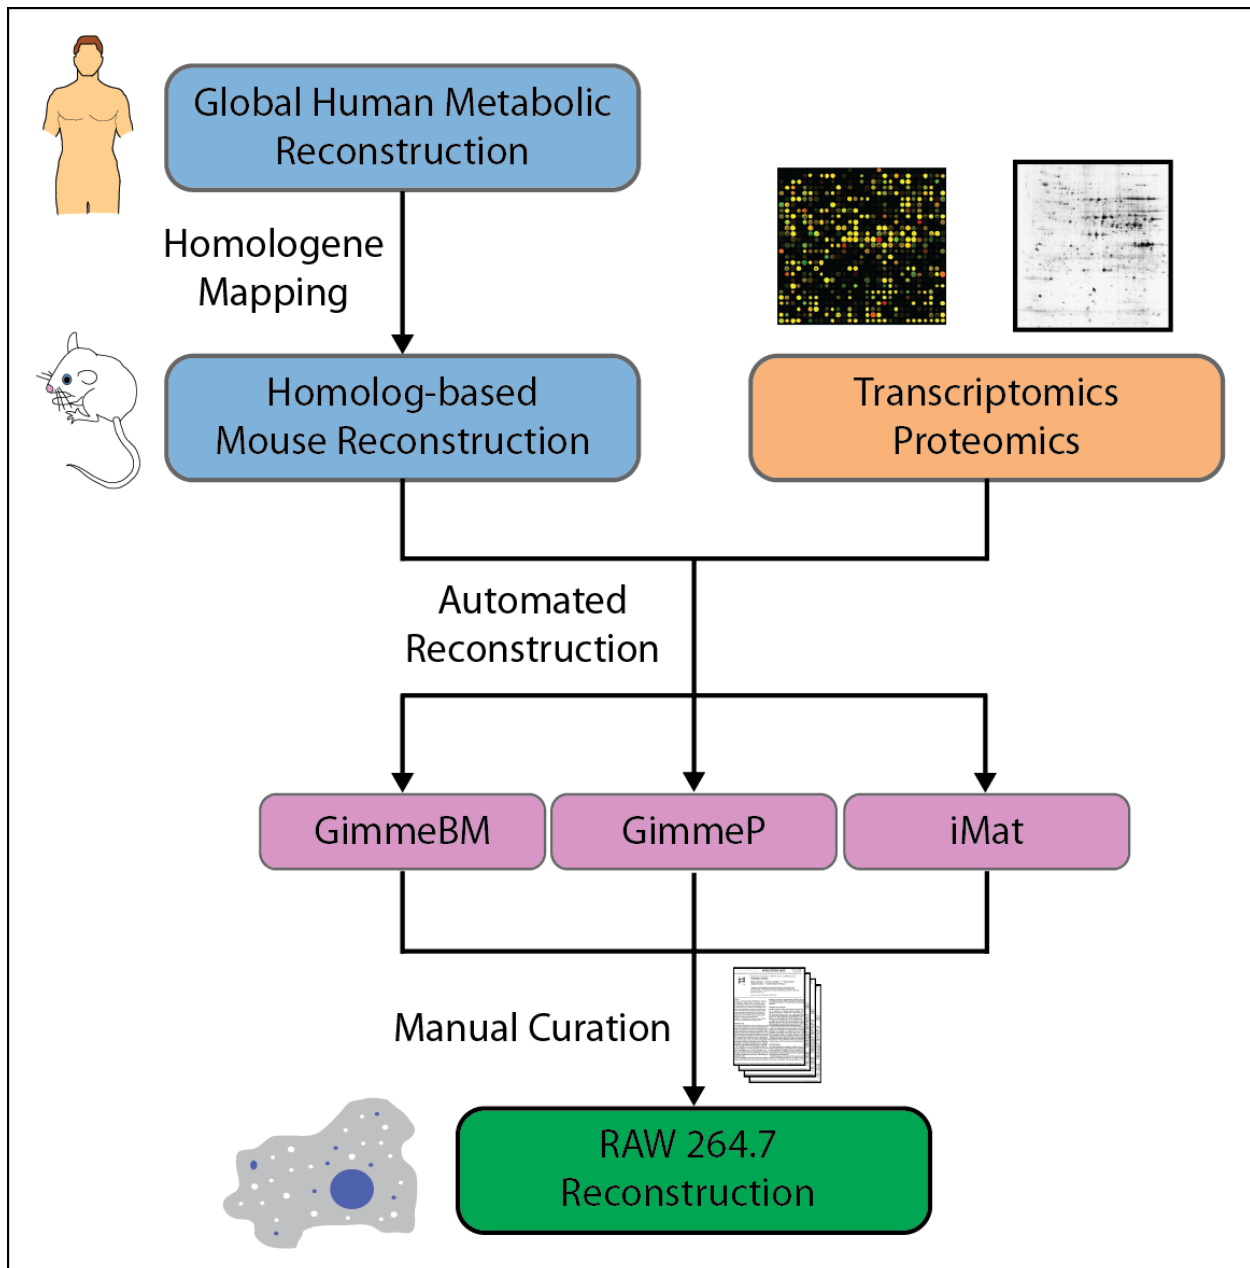 Global Human Metabolic
Reconstruction
Homologene
Mapping
Homolog-based
Mouse Reconstruction
Transcriptomics
Proteomics
Automated
Reconstruction
GimmeBM
GimmeP
iMat
Manual Curation
RAW 264.7
Reconstruction